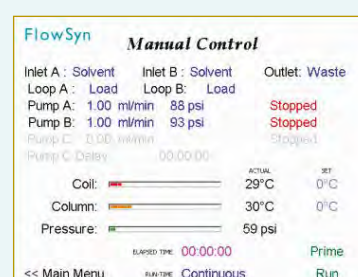 FlowSyn
Manual Control
Inlet A : Solvent Inlet B : Solvent Outlet: Waste
Loop A : Load Loop B: Load
Pump A: 1.00 ml/min 88 psi Stopped
Pump B: 1.00 ml/min 93 psi Stopped
Pump C: 0.00 ml/min Stopped
Pump C Delay 00:00:00
ACTUAL SET
Coil: 29°C 0°C
Column: 30°C 0°C
Pressure: 59 psi
ELAPSED TIME 00:00:00 Prime
<< Main Menu RUN-TIME Continuous Run